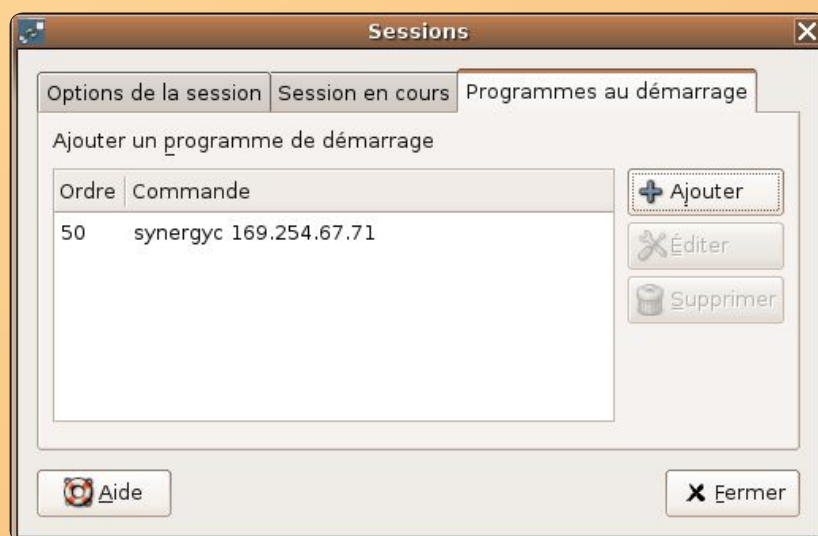 Sessions
Options de la session
Session en cours
Programmes au démarrage
Ajouter un programme de démarrage
Ordre Commande
50 synergyc 169.254.67.71
Ajouter
Éditer
Supprimer
Aide
Fermer